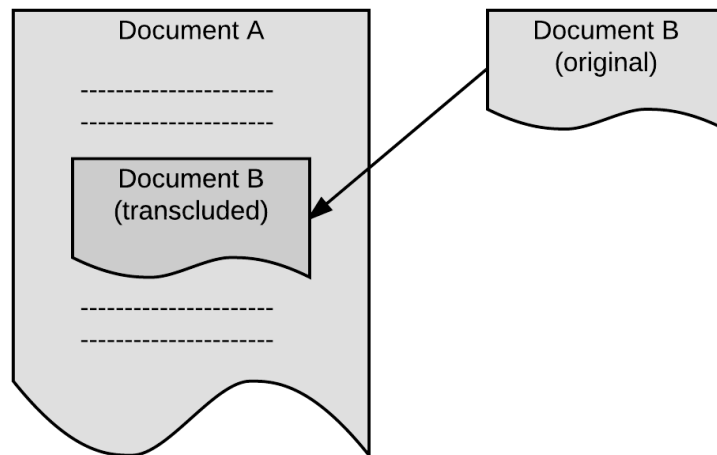 Document A
Document B
(transcluded)
Document B
(original)